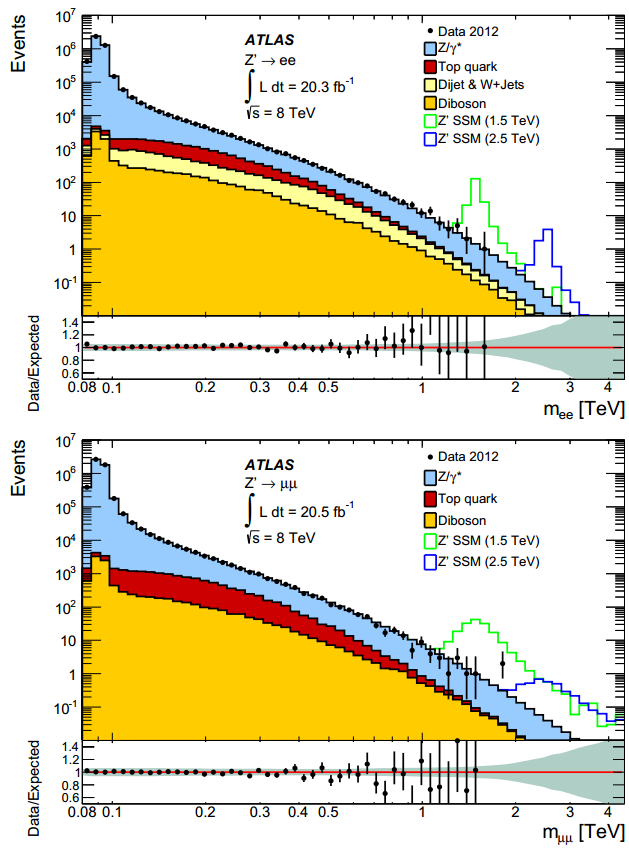 Events
10^7
10^6
10^5
10^4
10^3
10^2
10
1
10^-1
ATLAS
Z' → ee
∫ L dt = 20.3 fb^-1
√s = 8 TeV
Data 2012
Z/γ*
Top quark
Dijet & W+Jets
Diboson
Z' SSM (1.5 TeV)
Z' SSM (2.5 TeV)
Data/Expected
1.4
1.2
1
0.8
0.6
0.08 0.1 0.2 0.3 0.4 0.5 1 2 3 4
m_ee [TeV]
Events
10^7
10^6
10^5
10^4
10^3
10^2
10
1
10^-1
ATLAS
Z' → μμ
∫ L dt = 20.5 fb^-1
√s = 8 TeV
Data 2012
Z/γ*
Top quark
Diboson
Z' SSM (1.5 TeV)
Z' SSM (2.5 TeV)
Data/Expected
1.4
1.2
1
0.8
0.6
0.08 0.1 0.2 0.3 0.4 0.5 1 2 3 4
m_μμ [TeV]